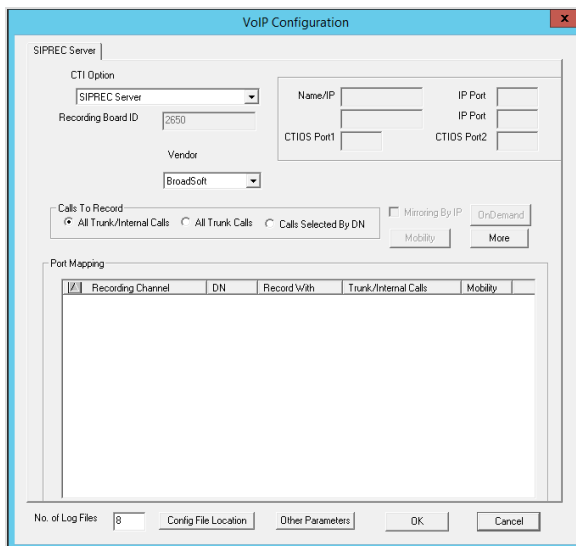 VoIP Configuration
x
SIPREC Server
CTI Option
SIPREC Server
Recording Board ID
2650
Vendor
BroadSoft
Name/IP
IP Port
IP Port
CTIOS Port1
CTIOS Port2
Calls To Record
All Trunk/Internal Calls
All Trunk Calls
Calls Selected By DN
Mirroring By IP
OnDemand
Mobility
More
Port Mapping
Recording Channel
DN
Record With
Trunk/Internal Calls
Mobility
No. of Log Files
8
Config File Location
Other Parameters
OK
Cancel